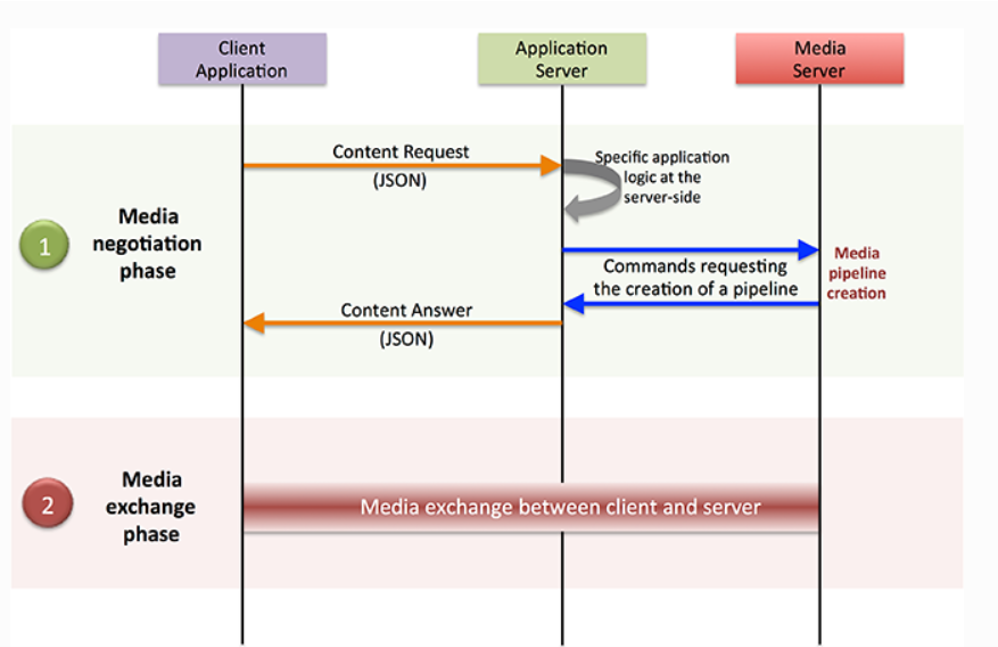 Client
Application
Application
Server
Media
Server
Content Request
(JSON)
Specific application
logic at the
server-side
1
Media
negotiation
phase
Commands requesting
the creation of a pipeline
Media
pipeline
creation
Content Answer
(JSON)
2
Media
exchange
phase
Media exchange between client and server